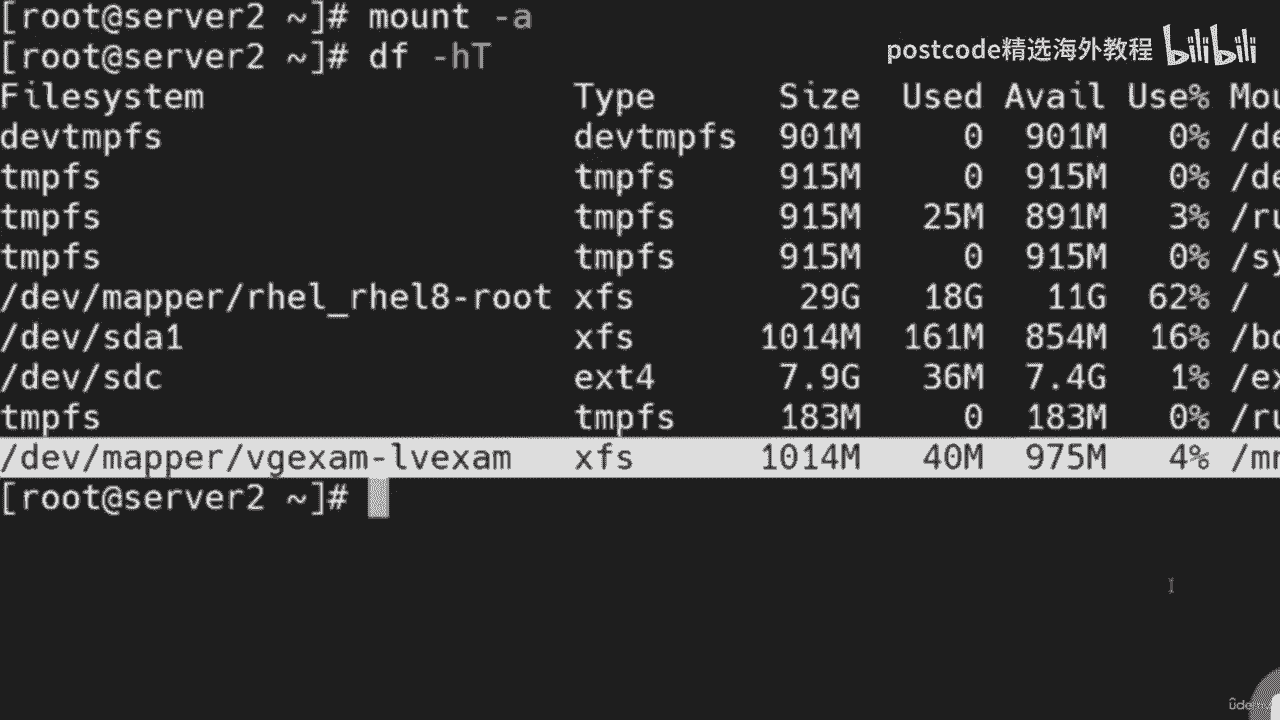 [root@server2 ~]# mount -a
[root@server2 ~]# df -hT
postcode精选海外教程 bilibili
Filesystem Type Size Used Avail Use% Mou
devtmpfs devtmpfs 901M 0 901M 0% /de
tmpfs tmpfs 915M 0 915M 0% /de
tmpfs tmpfs 915M 25M 891M 3% /ru
tmpfs tmpfs 915M 0 915M 0% /sy
/dev/mapper/rhel_rhel8-root xfs 29G 18G 11G 62% /
/dev/sda1 xfs 1014M 161M 854M 16% /bo
/dev/sdc ext4 7.9G 36M 7.4G 1% /ex
tmpfs tmpfs 183M 0 183M 0% /ru
/dev/mapper/vgexam-lvexam xfs 1014M 40M 975M 4% /mn
[root@server2 ~]#